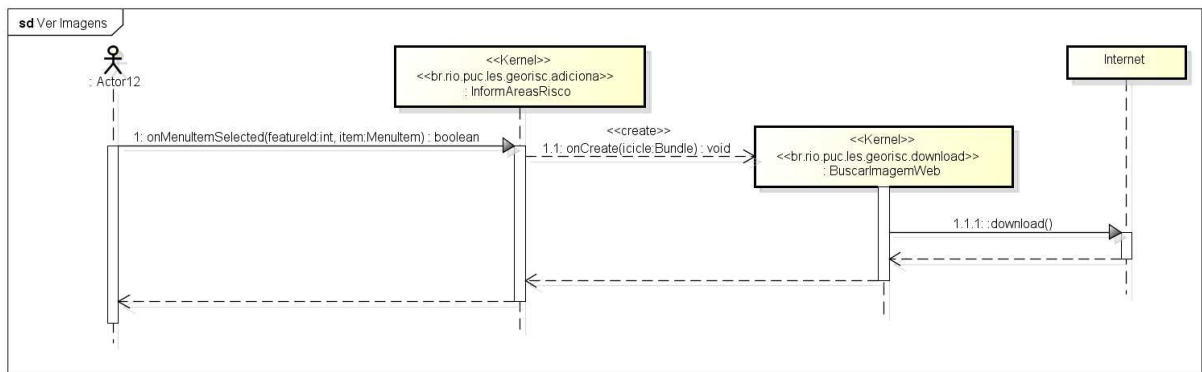 sd Ver Imagens
: Actor12
<<Kernel>>
<<br.rio.puc.les.georisc.adiciona>>
: InformAreasRisco
Internet
1: onMenuItemSelected(featureId:int, item:MenuItem) : boolean
<<create>>
1.1: onCreate(icicle:Bundle) : void
<<Kernel>>
<<br.rio.puc.les.georisc.download>>
: BuscarImagemWeb
1.1.1: :download()